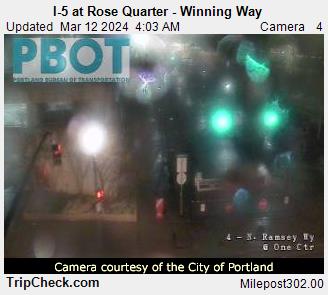 I-5 at Rose Quarter - Winning Way
Updated Mar 12 2024 4:03 AM Camera 4
PBOT
PORTLAND BUREAU OF TRANSPORTATION
4 - N. Ramsey Wy
@ One Ctr
Camera courtesy of the City of Portland
TripCheck.com Milepost302.00